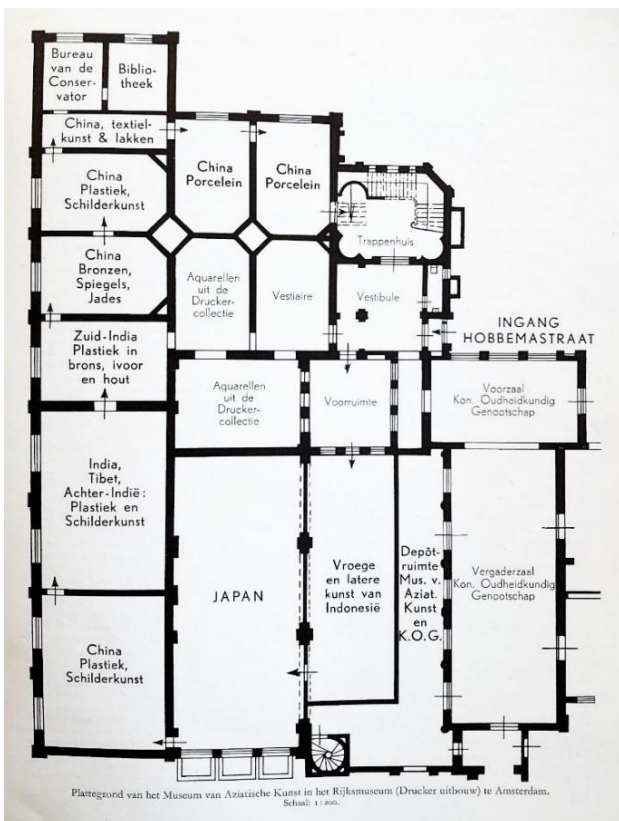 Bureau
van de
Conser-
vator
Biblio-
theek
China, textiel-
kunst & lakken
China
Plastiek,
Schilderkunst
China
Porcelein
China
Porcelein
Trappenhuis
China
Bronzen,
Spiegels,
Jades
Aquarellen
uit de
Drucker-
collectie
Vestiaire
Vestibule
INGANG
HOBBEMASTRAAT
Zuid-India
Plastiek in
brons, ivoor
en hout
Aquarellen
uit de
Drucker-
collectie
Voorruimte
Voorzaal
Kon. Oudheidkundig
Genootschap
India,
Tibet,
Achter-Indië:
Plastiek en
Schilderkunst
JAPAN
Vroege
en latere
kunst van
Indonesië
Depôt-
ruimte
Mus. v.
Aziat.
Kunst
en
K.O.G.
Vergaderzaal
Kon. Oudheidkundig
Genootschap
China
Plastiek,
Schilderkunst
Plattegrond van het Museum van Aziatische Kunst in het Rijksmuseum (Drucker uitbouw) te Amsterdam.
Schaal: 1 : 200.